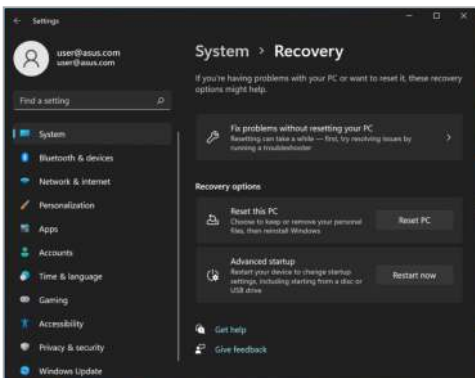 Settings
user@asus.com
user@asus.com
Find a setting
System
Bluetooth & devices
Network & internet
Personalization
Apps
Accounts
Time & language
Gaming
Accessibility
Privacy & security
Windows Update
System > Recovery
If you're having problems with your PC or want to reset it, these recovery
options might help.
Fix problems without resetting your PC
Resetting can take a while — first, try resolving issues by
running a troubleshooter
Recovery options
Reset this PC
Choose to keep or remove your personal
files, then reinstall Windows
Reset PC
Advanced startup
Restart your device to change startup
settings, including starting from a disc or
USB drive
Restart now
Get help
Give feedback